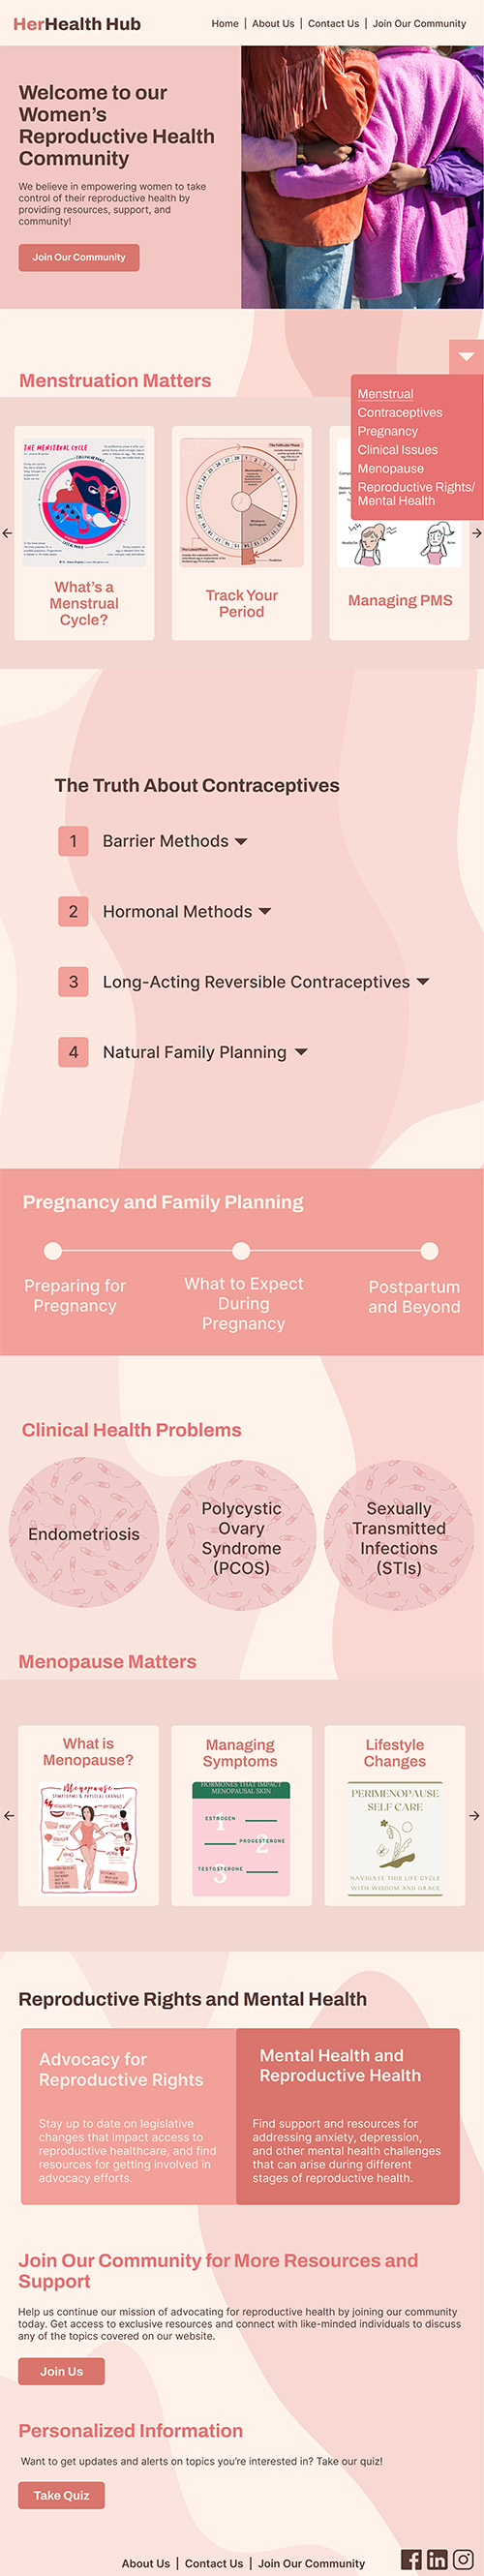 HerHealth Hub
Home | About Us | Contact Us | Join Our Community
Welcome to our
Women's
Reproductive Health
Community
We believe in empowering women to take
control of their reproductive health by
providing resources, support, and
community!
Join Our Community
Menstruation Matters
Menstrual
Contraceptives
Pregnancy
Clinical Issues
Menopause
Reproductive Rights/
Mental Health
THE MENSTRUAL CYCLE
What's a
Menstrual
Cycle?
The Follicular Phase
The Luteal Phase
Track Your
Period
Headache
Acne
Managing PMS
The Truth About Contraceptives
1 Barrier Methods
2 Hormonal Methods
3 Long-Acting Reversible Contraceptives
4 Natural Family Planning
Pregnancy and Family Planning
Preparing for
Pregnancy
What to Expect
During
Pregnancy
Postpartum
and Beyond
Clinical Health Problems
Endometriosis
Polycystic
Ovary
Syndrome
(PCOS)
Sexually
Transmitted
Infections
(STIs)
Menopause Matters
What is
Menopause?
Menopause
SYMPTOMS & PHYSICAL CHANGES
Managing
Symptoms
HORMONES THAT IMPACT
MENOPAUSAL SKIN
1
ESTROGEN
2
PROGESTERONE
3
TESTOSTERONE
Lifestyle
Changes
PERIMENOPAUSE
SELF CARE
NAVIGATE THIS LIFE CYCLE
WITH WISDOM AND GRACE
Reproductive Rights and Mental Health
Advocacy for
Reproductive Rights
Stay up to date on legislative
changes that impact access to
reproductive healthcare, and find
resources for getting involved in
advocacy efforts.
Mental Health and
Reproductive Health
Find support and resources for
addressing anxiety, depression,
and other mental health challenges
that can arise during different
stages of reproductive health.
Join Our Community for More Resources and
Support
Help us continue our mission of advocating for reproductive health by joining our community
today. Get access to exclusive resources and connect with like-minded individuals to discuss
any of the topics covered on our website.
Join Us
Personalized Information
Want to get updates and alerts on topics you're interested in? Take our quiz!
Take Quiz
About Us | Contact Us | Join Our Community